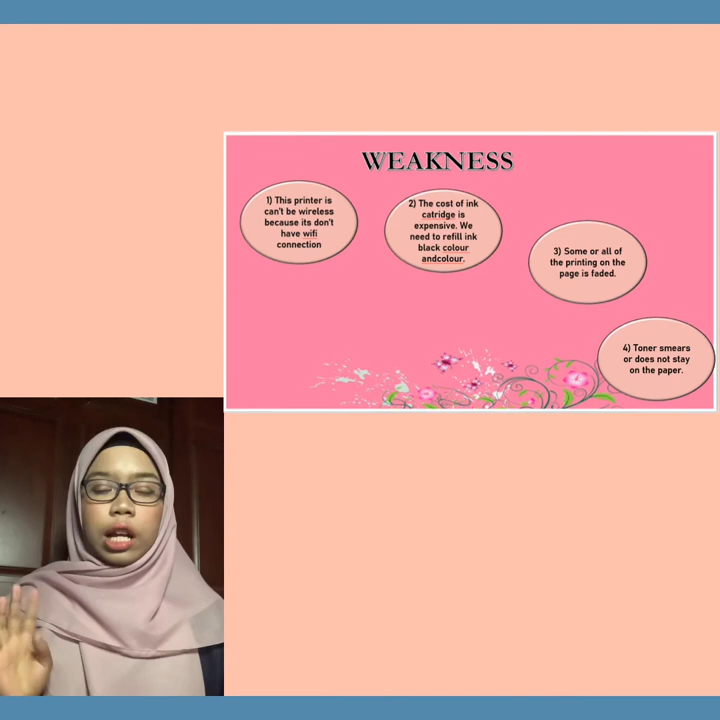 WEAKNESS
1) This printer is
can't be wireless
because its don't
have wifi
connection
2) The cost of ink
catridge is
expensive. We
need to refill ink
black colour
andcolour.
3) Some or all of
the printing on the
page is faded.
4) Toner smears
or does not stay
on the paper.